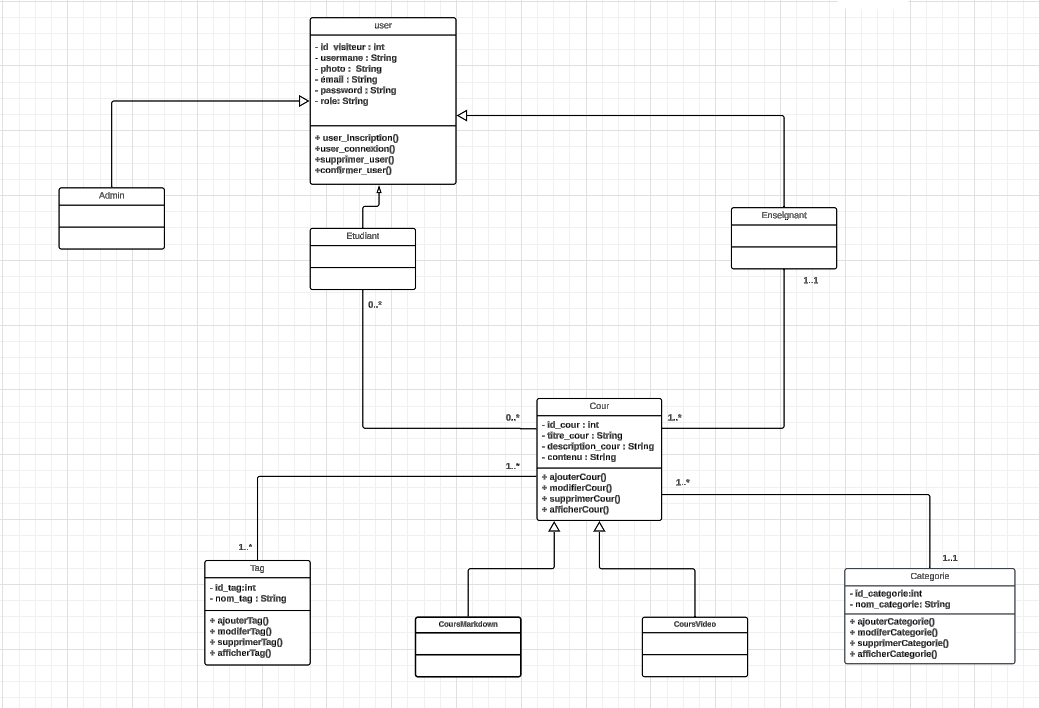 user
- id_visiteur : int
- usermane : String
- photo : String
- émail : String
- password : String
- role: String
+ user_Inscription()
+user_connexion()
+supprimer_user()
+confirmer_user()
Admin
Etudiant
Enseignant
0..*
1..1
Cour
- id_cour : int
- titre_cour : String
- description_cour : String
- contenu : String
+ ajouterCour()
+ modifierCour()
+ supprimerCour()
+ afficherCour()
0..*
1..*
1..*
1..*
1..*
1..1
Tag
- id_tag:int
- nom_tag : String
+ ajouterTag()
+ modiferTag()
+ supprimerTag()
+ afficherTag()
CoursMarkdown
CoursVideo
Categorie
- id_categorie:int
- nom_categorie: String
+ ajouterCategorie()
+ modiferCategorie()
+ supprimerCategorie()
+ afficherCategorie()